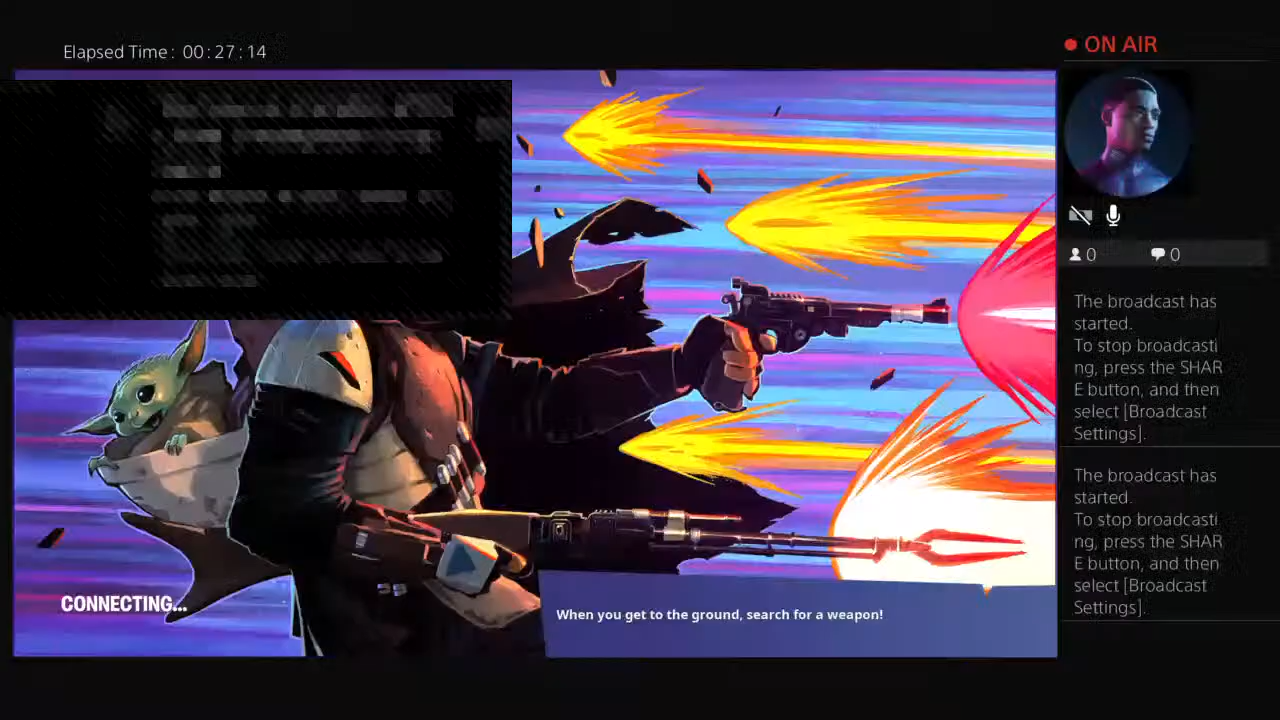 Elapsed Time: 00:27:14
ON AIR
0
0
The broadcast has
started.
To stop broadcasti
ng, press the SHAR
E button, and then
select [Broadcast
Settings].
The broadcast has
started.
To stop broadcasti
ng, press the SHAR
E button, and then
select [Broadcast
Settings].
CONNECTING...
When you get to the ground, search for a weapon!